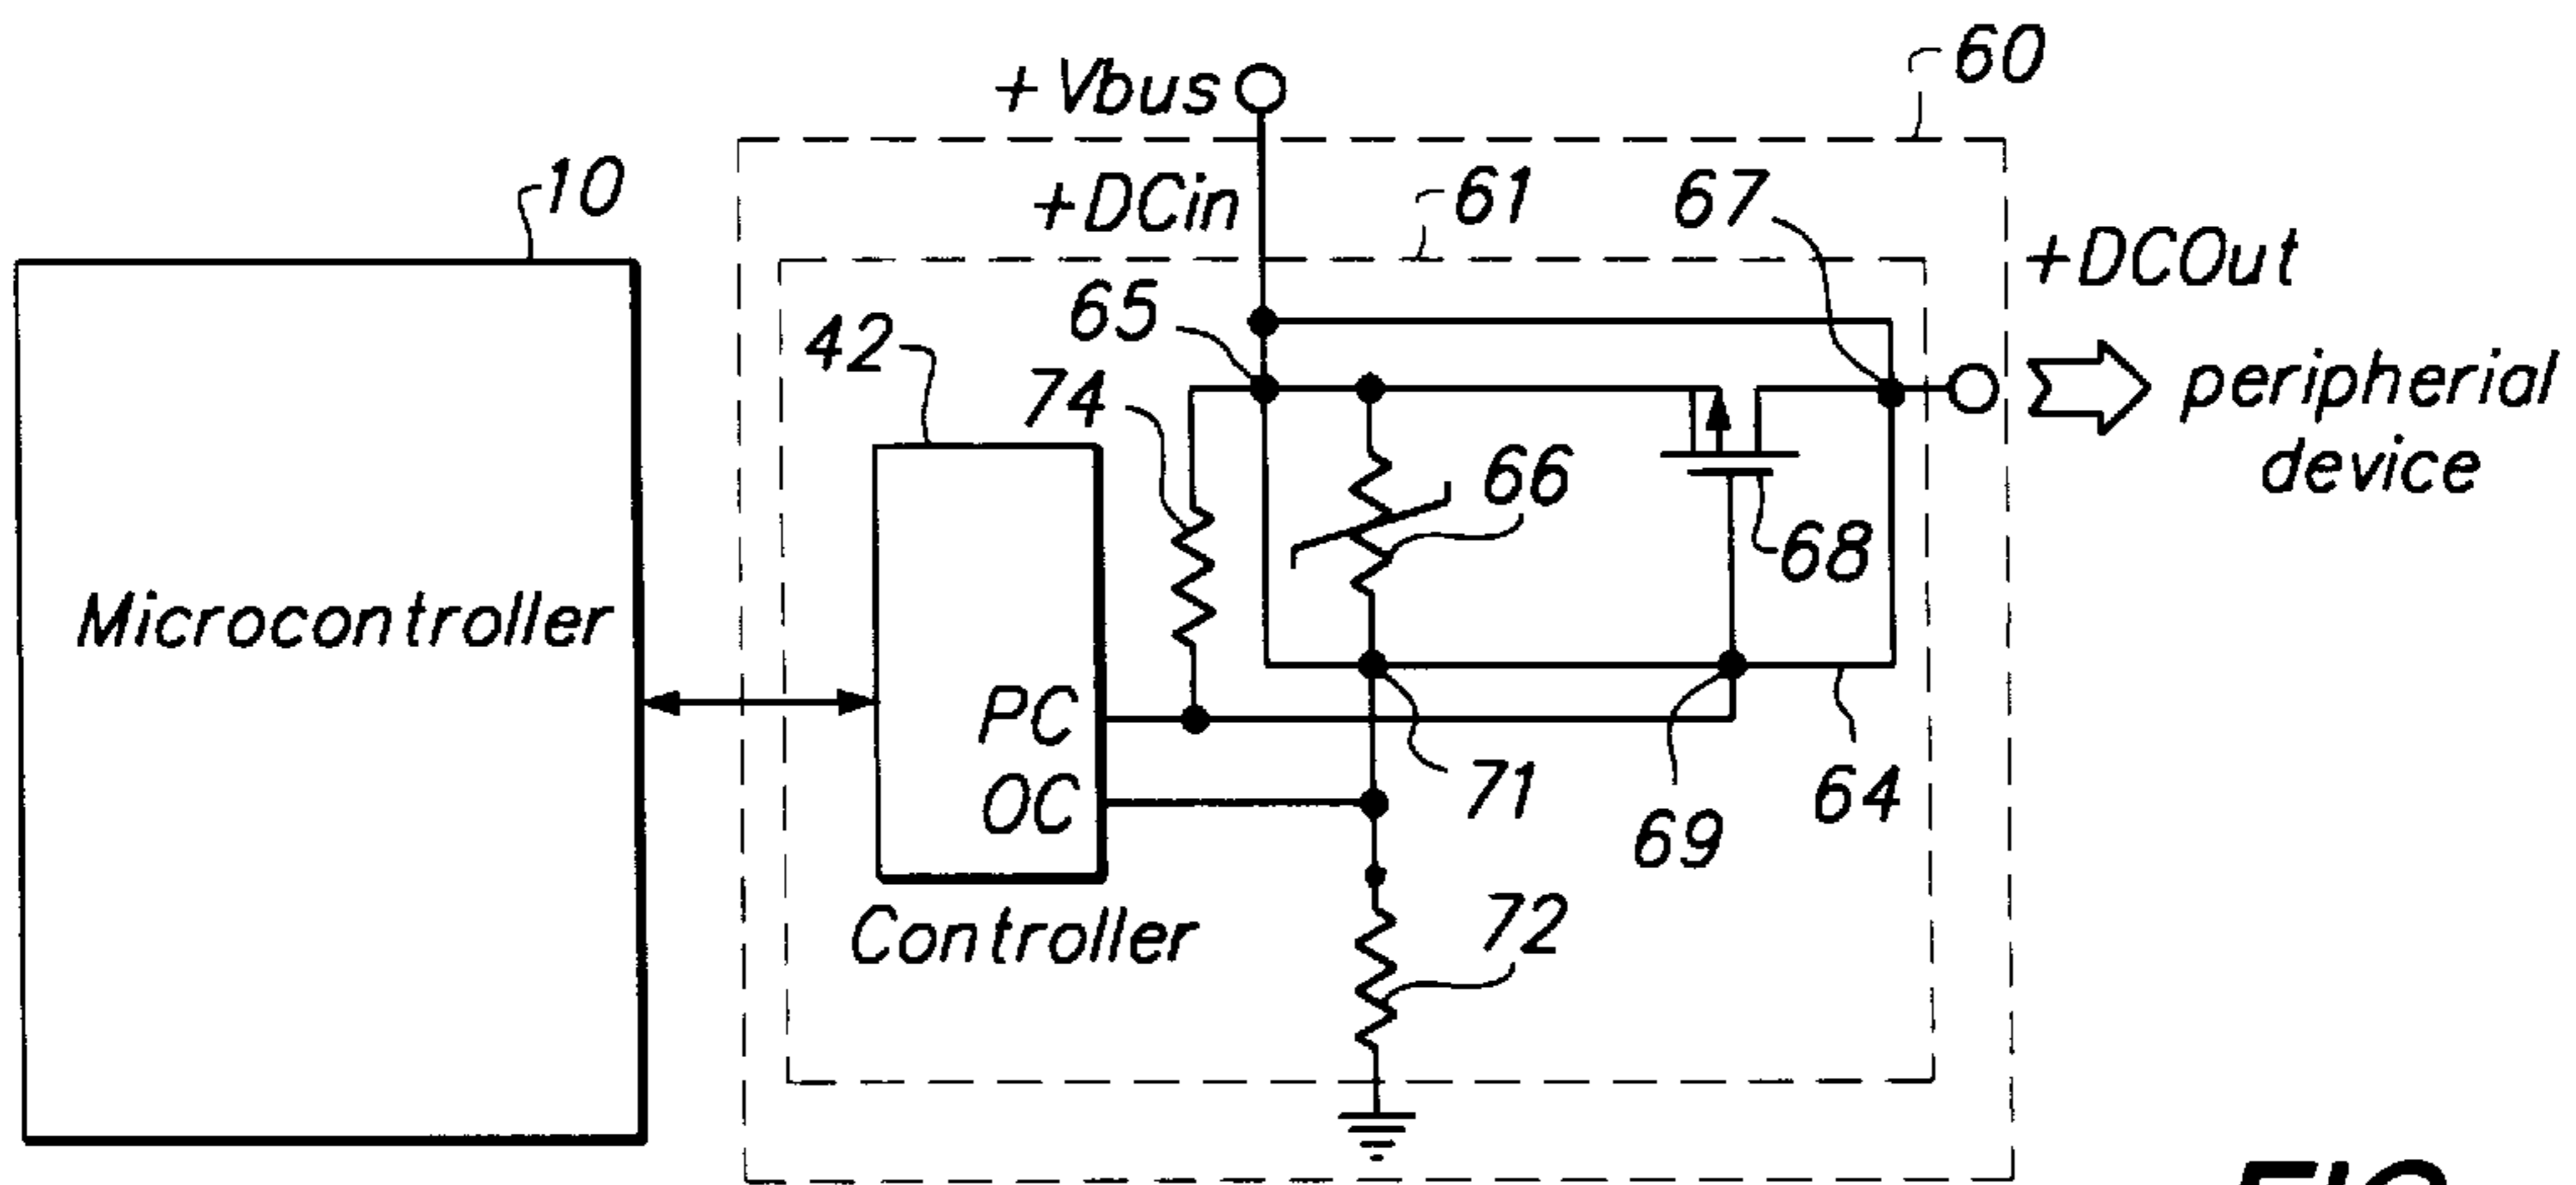 60
+Vbus
10
+DCin
61
67
+DCOut
65
42
74
66
peripherial
device
68
Microcontroller
PC
OC
71
69
64
Controller
72